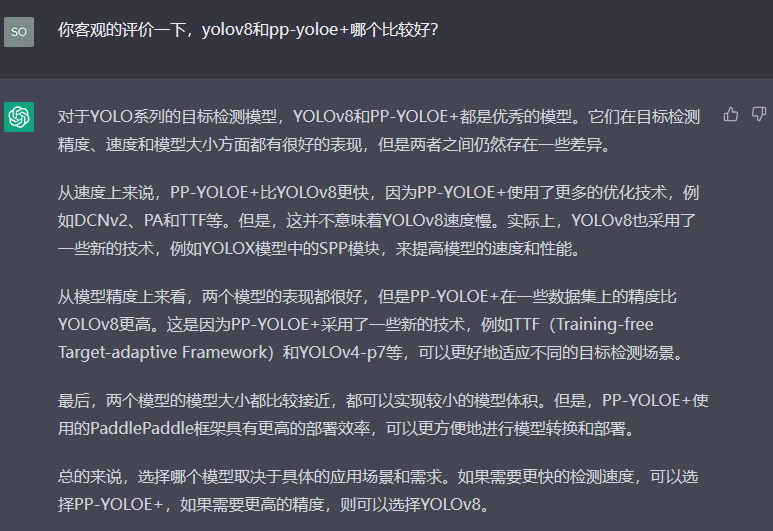 SO
你客观的评价一下，yolov8和pp-yoloe+哪个比较好？
对于YOLO系列的目标检测模型，YOLOv8和PP-YOLOE+都是优秀的模型。它们在目标检测
精度、速度和模型大小方面都有很好的表现，但是两者之间仍然存在一些差异。
从速度上来说，PP-YOLOE+比YOLOv8更快，因为PP-YOLOE+使用了更多的优化技术，例
如DCNv2、PA和TTF等。但是，这并不意味着YOLOv8速度慢。实际上，YOLOv8也采用了
一些新的技术，例如YOLOX模型中的SPP模块，来提高模型的速度和性能。
从模型精度上来看，两个模型的表现都很好，但是PP-YOLOE+在一些数据集上的精度比
YOLOv8更高。这是因为PP-YOLOE+采用了一些新的技术，例如TTF（Training-free
Target-adaptive Framework）和YOLOv4-p7等，可以更好地适应不同的目标检测场景。
最后，两个模型的模型大小都比较接近，都可以实现较小的模型体积。但是，PP-YOLOE+使
用的PaddlePaddle框架具有更高的部署效率，可以更方便地进行模型转换和部署。
总的来说，选择哪个模型取决于具体的应用场景和需求。如果需要更快的检测速度，可以选
择PP-YOLOE+，如果需要更高的精度，则可以选择YOLOv8。